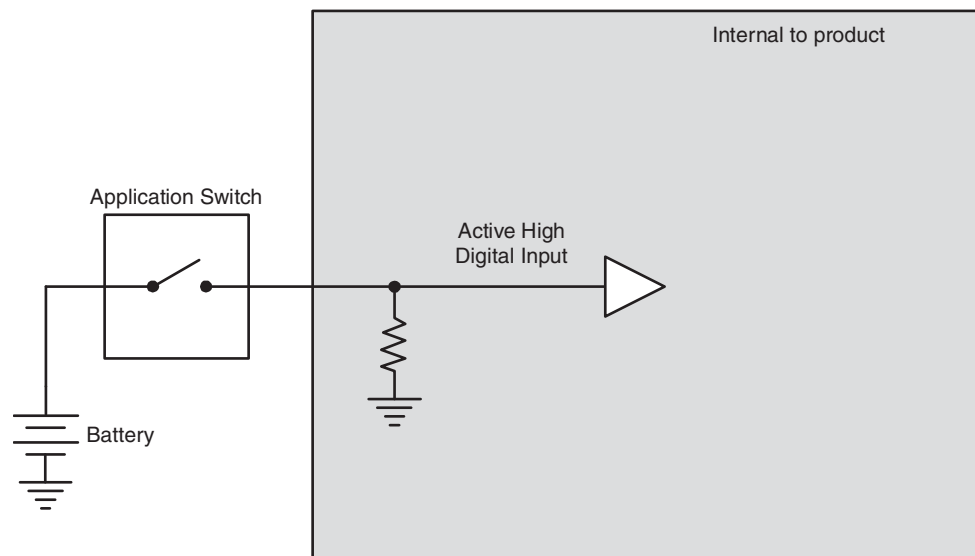 Internal to product
Application Switch
Active High
Digital Input
Battery